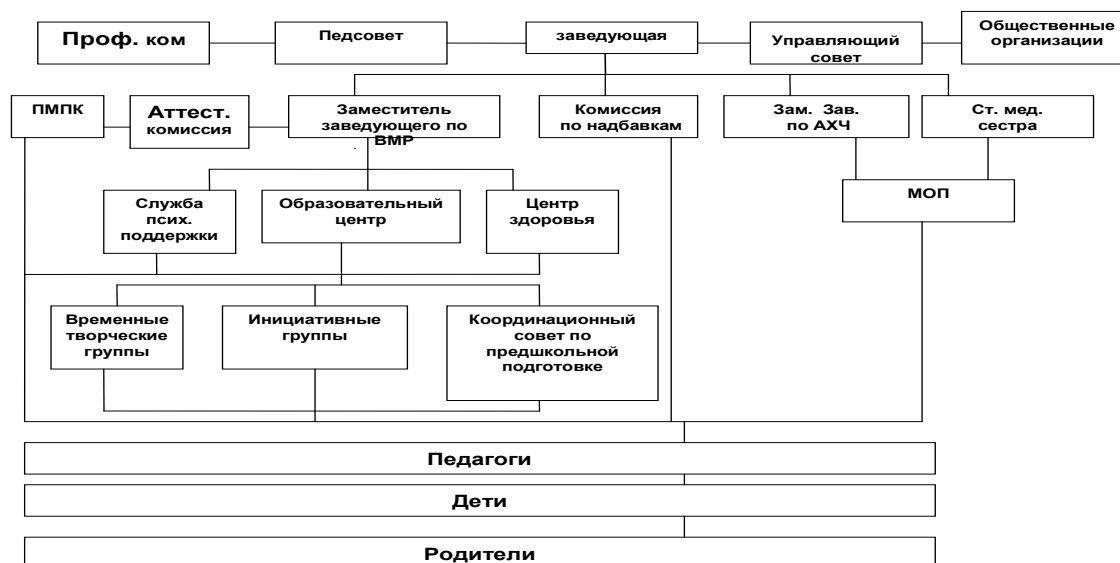 Проф. ком
Педсовет
заведующая
Управляющий
совет
Общественные
организации
ПМПК
Аттест.
комиссия
Заместитель
заведующего по
ВМР
Комиссия
по надбавкам
Зам. Зав.
по АХЧ
Ст. мед.
сестра
МОП
Служба
псих.
поддержки
Образовательный
центр
Центр
здоровья
Временные
творческие
группы
Инициативные
группы
Координационный
совет по
предшкольной
подготовке
Педагоги
Дети
Родители